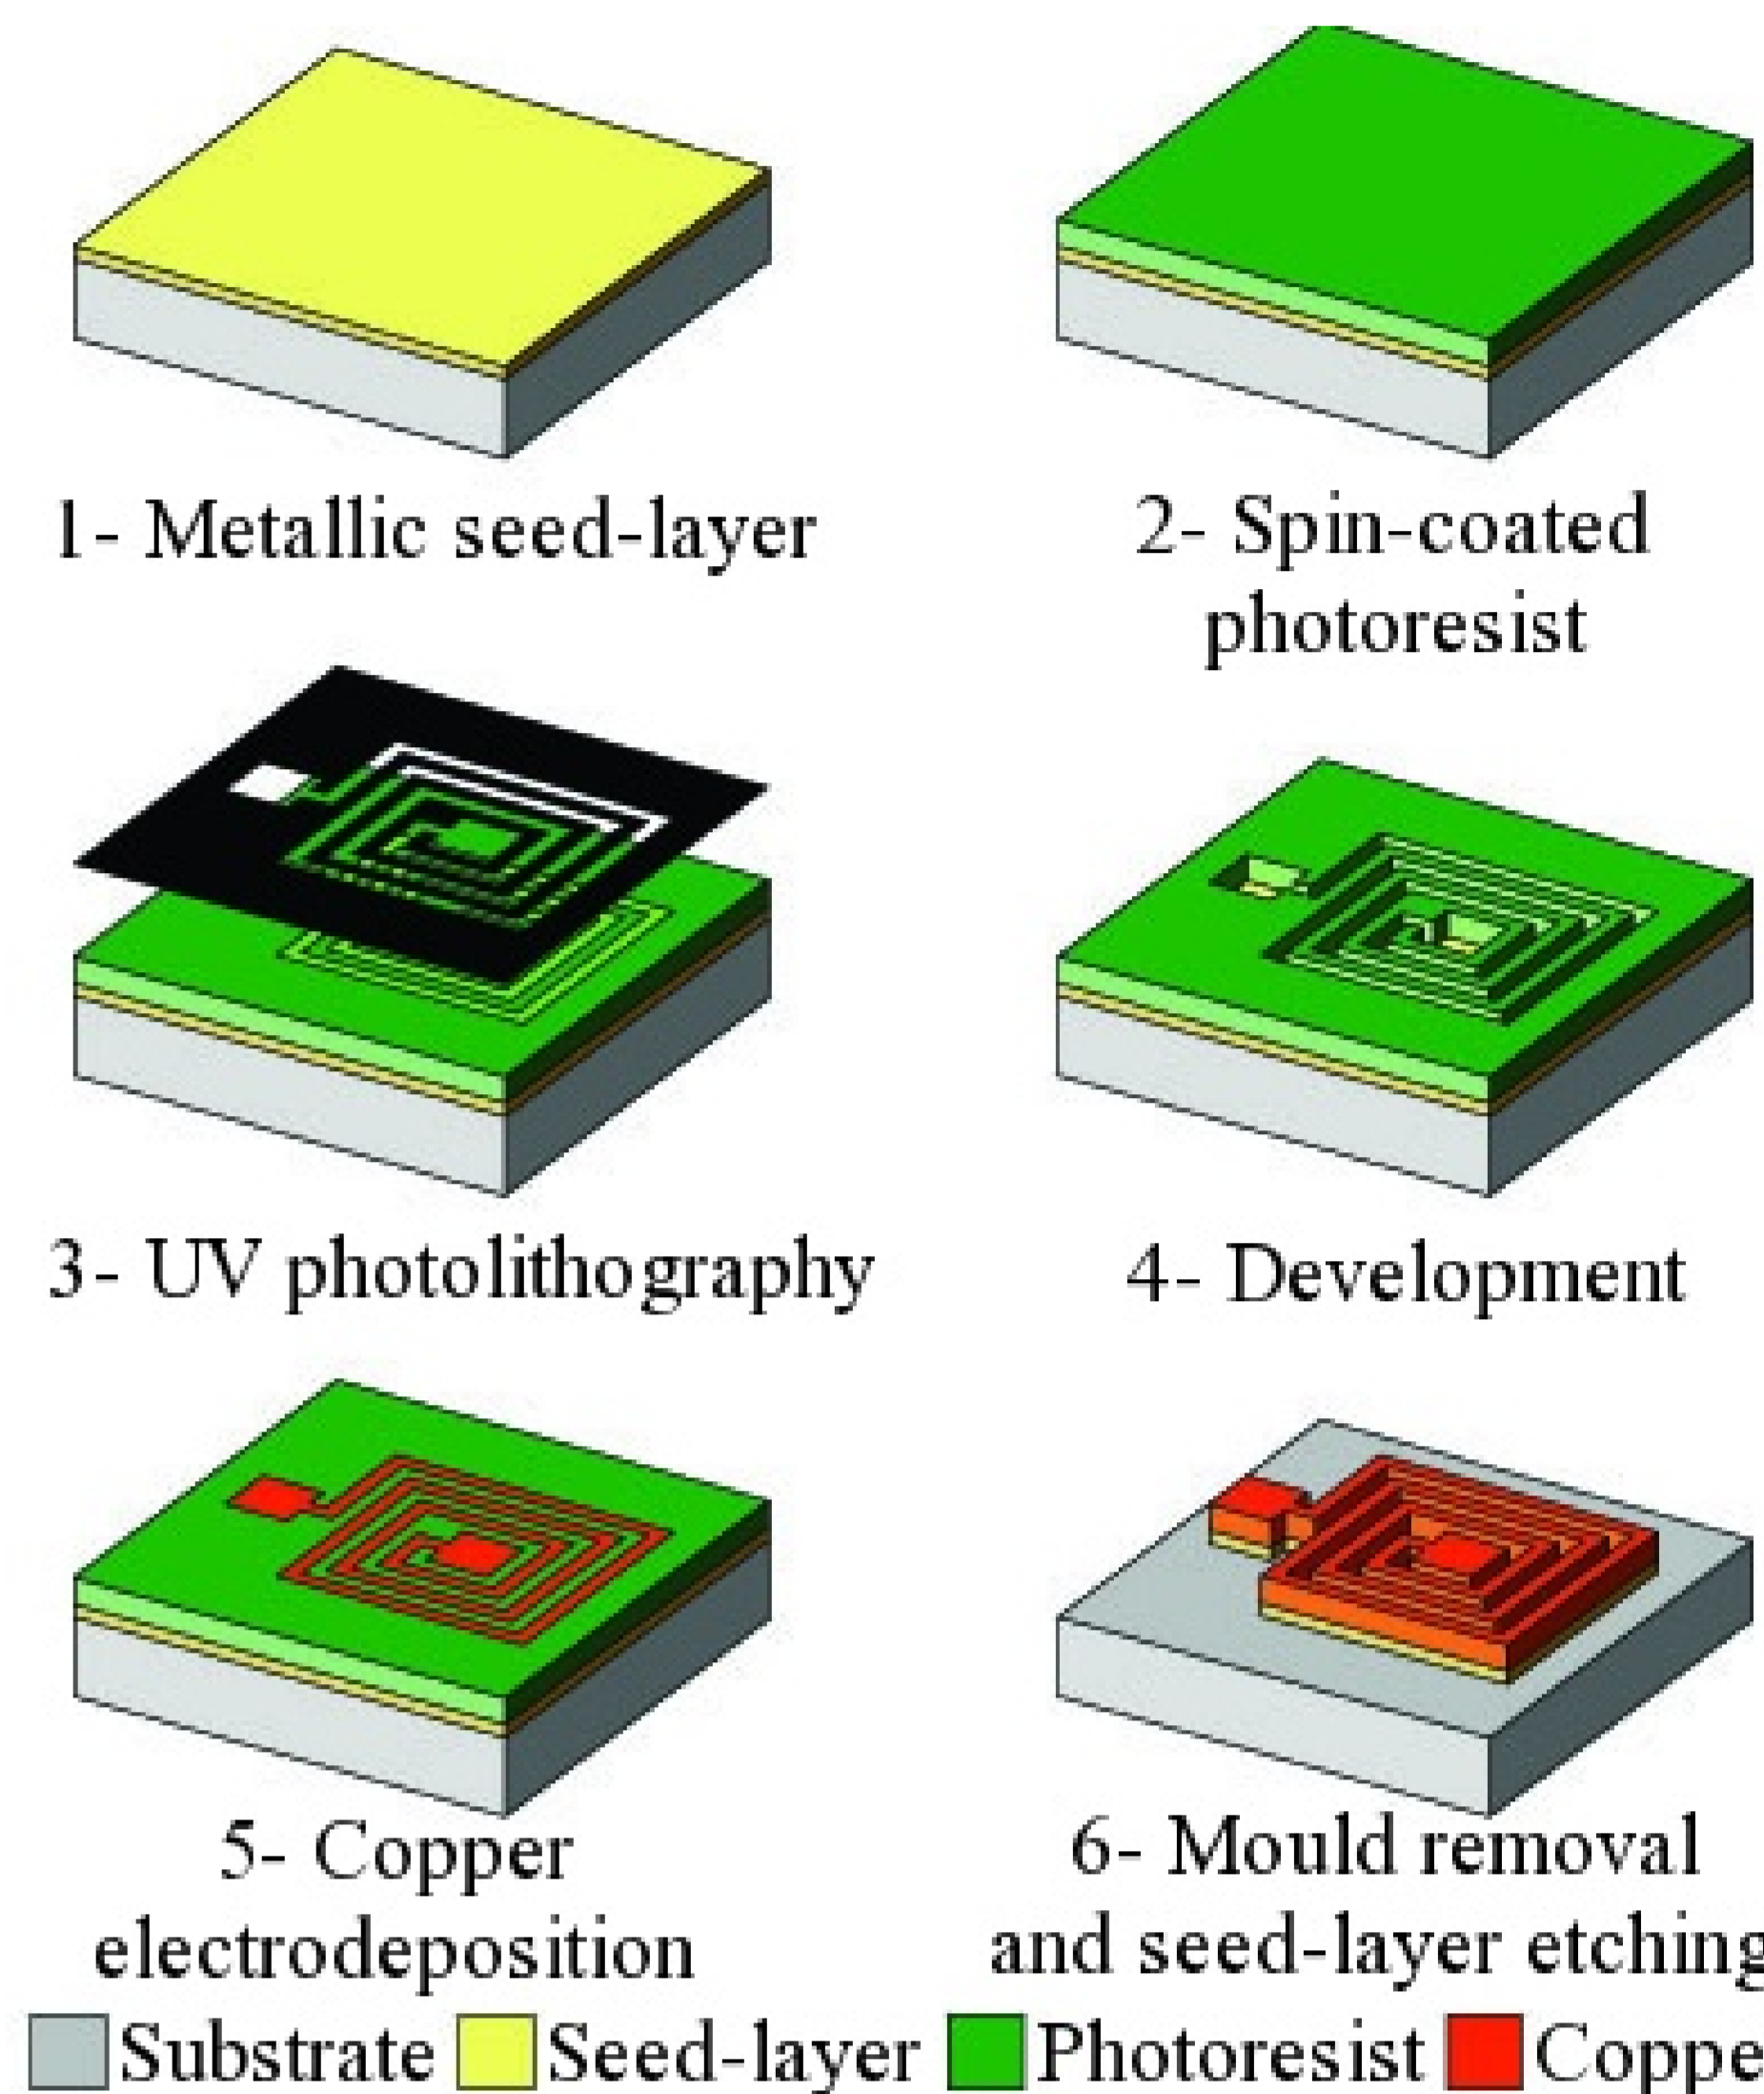 1- Metallic seed-layer
2- Spin-coated
photoresist
3- UV photolithography
4- Development
5- Copper
electrodeposition
6- Mould removal
and seed-layer etching
Substrate Seed-layer Photoresist Coppe